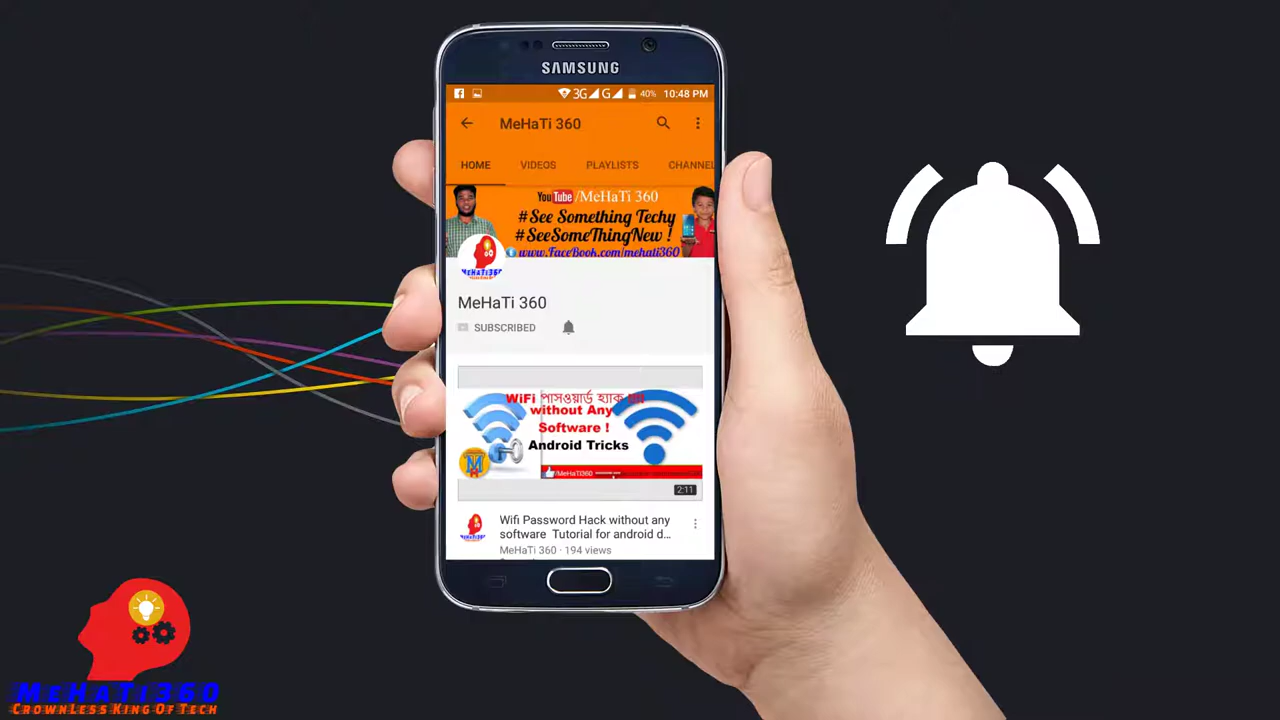 SAMSUNG
3G G 40% 10:48 PM
MeHaTi 360
HOME VIDEOS PLAYLISTS CHANNEL
YouTube/MeHaTi 360
#See Something Techy
#SeeSomeThingNew !
www.FaceBook.com/mehati360
MeHaTi360
MeHaTi 360
SUBSCRIBED
WiFi পাসওয়ার্ড হ্যাক
without Any
Software !
Android Tricks
/MeHaTi360
2:11
Wifi Password Hack without any
software Tutorial for android d...
MeHaTi 360 · 194 views
MeHaTi360
CrownLess King Of Tech